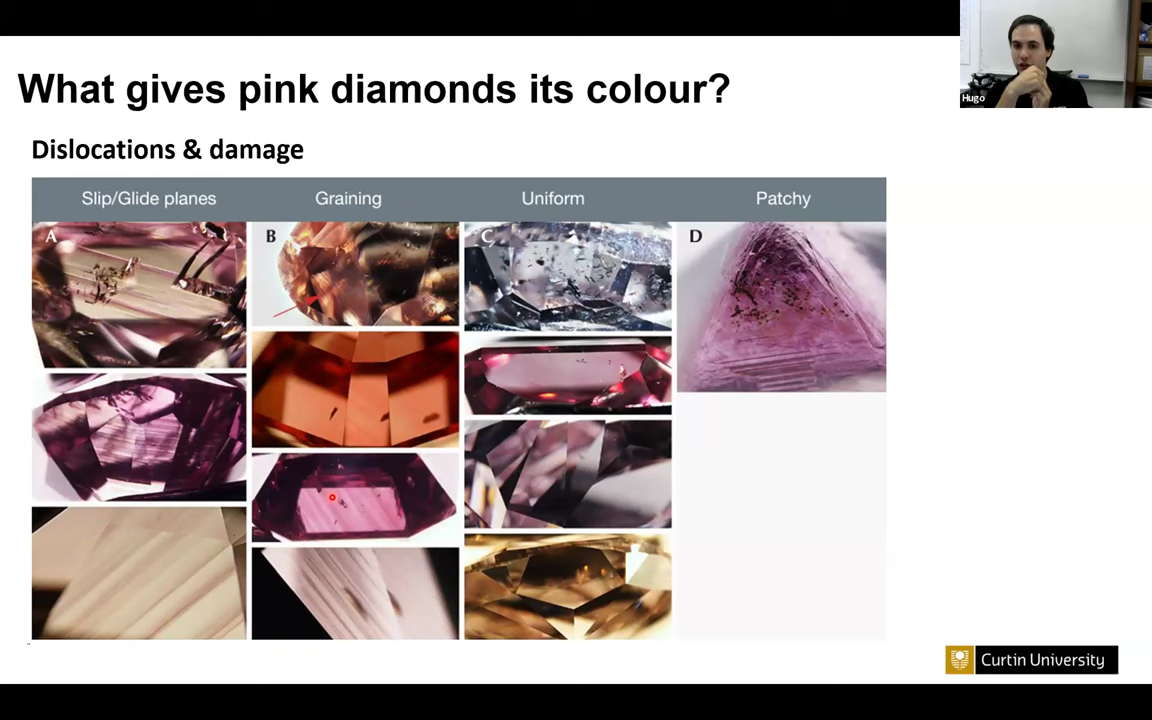 What gives pink diamonds its colour?
Hugo
Dislocations & damage
Slip/Glide planes
Graining
Uniform
Patchy
A
B
C
D
Curtin University